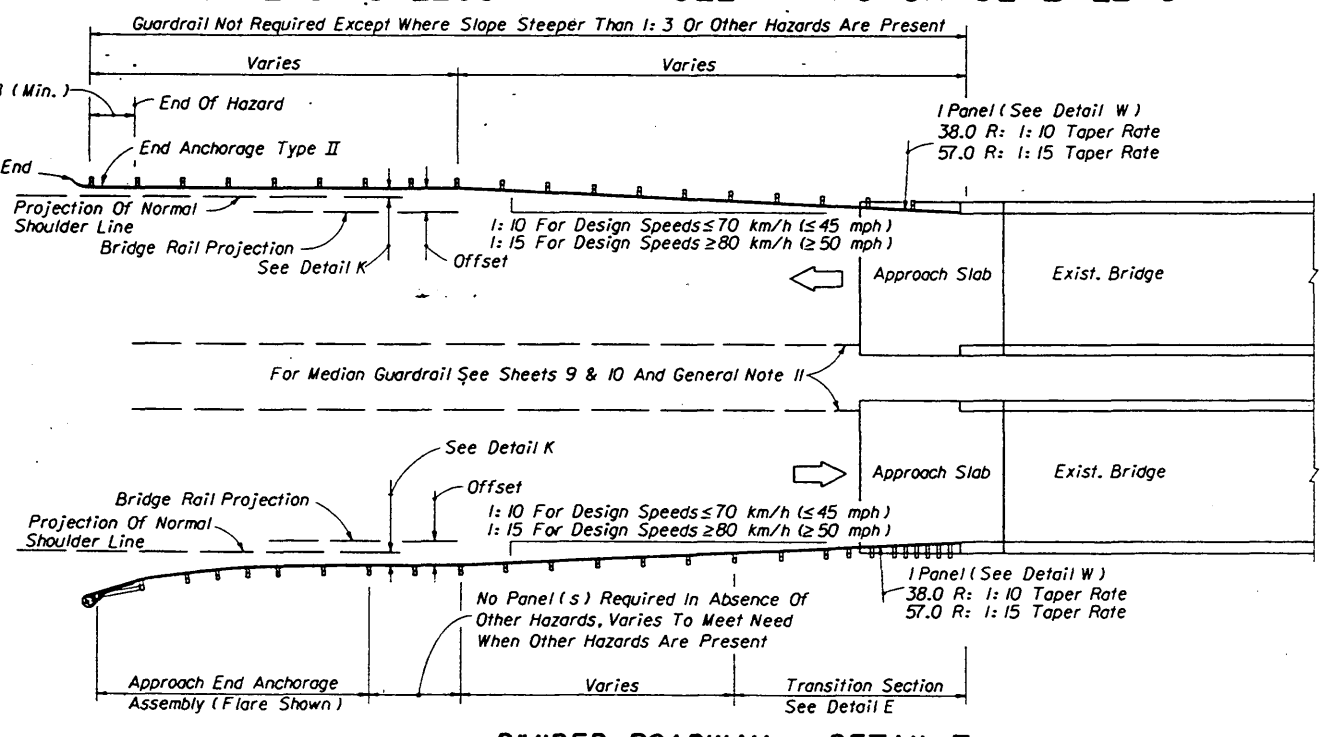 Guardrail Not Required Except Where Slope Steeper Than 1: 3 Or Other Hazards Are Present
Varies
Varies
(Min.)
End Of Hazard
1 Panel (See Detail W)
38.0 R: 1: 10 Taper Rate
57.0 R: 1: 15 Taper Rate
End Anchorage Type II
End
Projection Of Normal
Shoulder Line
1: 10 For Design Speeds ≤ 70 km/h (≤ 45 mph)
1: 15 For Design Speeds ≥ 80 km/h (≥ 50 mph)
Bridge Rail Projection
See Detail K
Offset
Approach Slab
Exist. Bridge
For Median Guardrail See Sheets 9 & 10 And General Note 11
See Detail K
Approach Slab
Exist. Bridge
Offset
Bridge Rail Projection
1: 10 For Design Speeds ≤ 70 km/h (≤ 45 mph)
Projection Of Normal
Shoulder Line
1: 15 For Design Speeds ≥ 80 km/h (≥ 50 mph)
1 Panel (See Detail W)
38.0 R: 1: 10 Taper Rate
57.0 R: 1: 15 Taper Rate
No Panel(s) Required In Absence Of
Other Hazards, Varies To Meet Need
When Other Hazards Are Present
Approach End Anchorage
Assembly (Flare Shown)
Varies
Transition Section
See Detail E